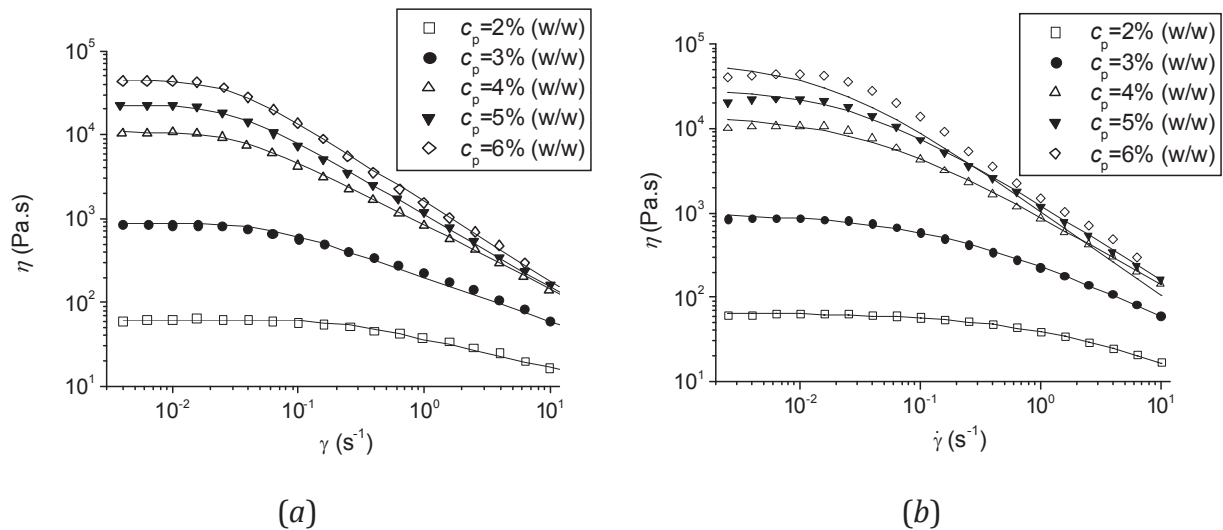 c_p=2% (w/w)
c_p=3% (w/w)
c_p=4% (w/w)
c_p=5% (w/w)
c_p=6% (w/w)
10^5
10^4
10^3
10^2
10^1
η (Pa.s)
10^-2
10^-1
10^0
10^1
γ (s^-1)
(a)
c_p=2% (w/w)
c_p=3% (w/w)
c_p=4% (w/w)
c_p=5% (w/w)
c_p=6% (w/w)
10^5
10^4
10^3
10^2
10^1
η (Pa.s)
10^-2
10^-1
10^0
10^1
γ̇ (s^-1)
(b)